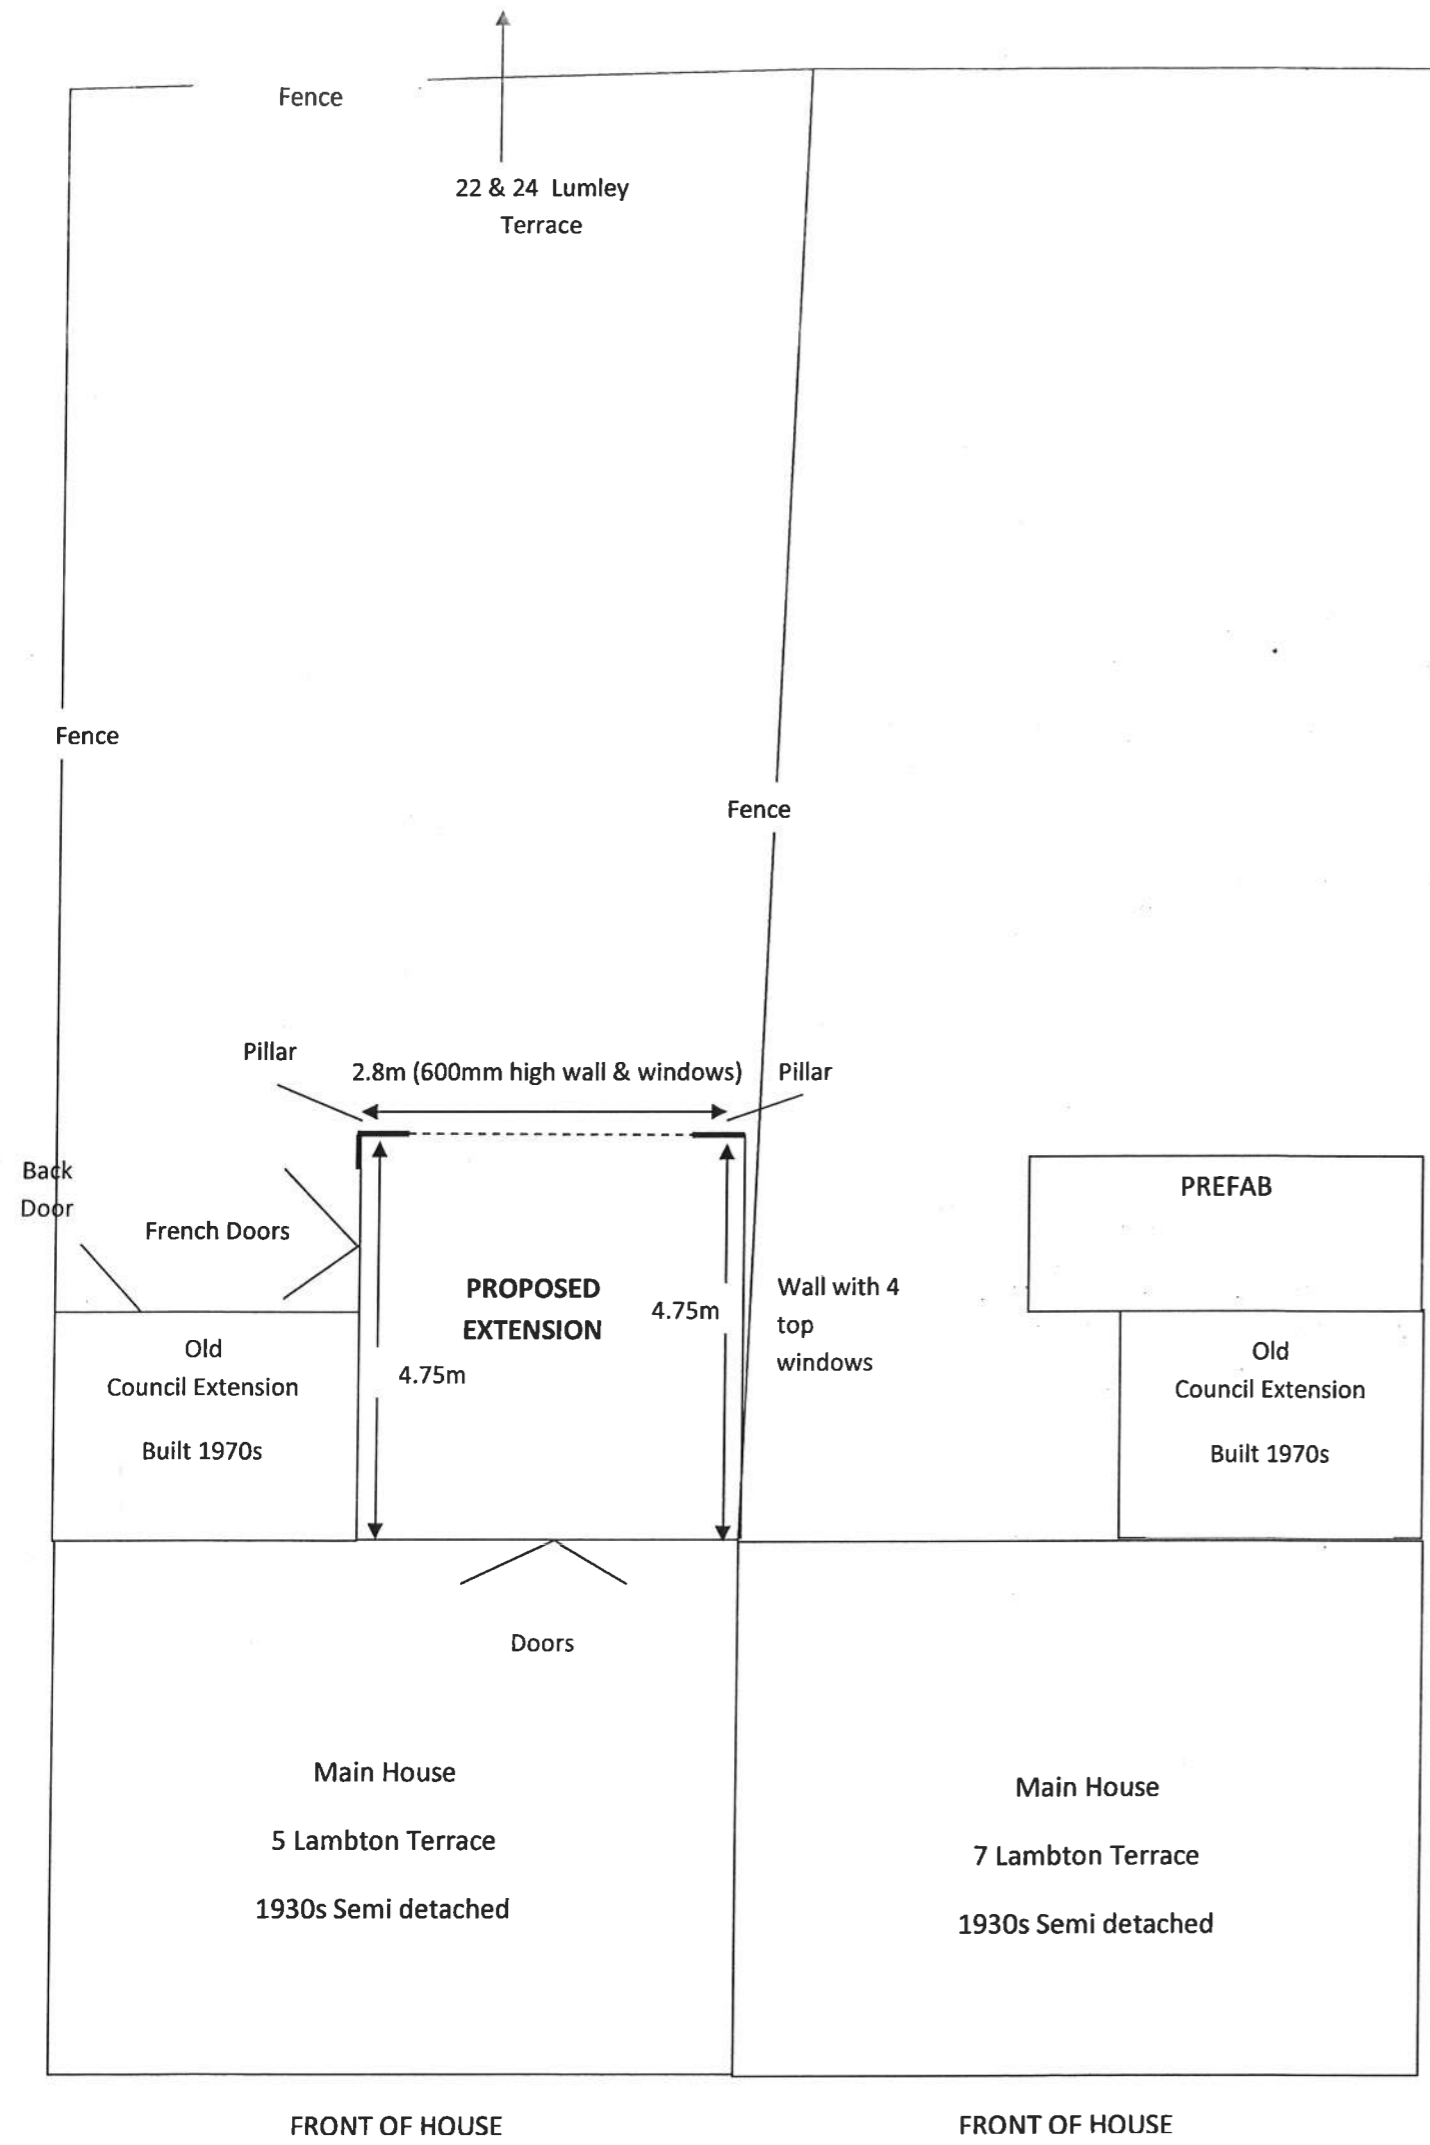 Fence
22 & 24 Lumley
Terrace
Fence
Fence
Pillar
2.8m (600mm high wall & windows)
Pillar
Back
Door
French Doors
PREFAB
PROPOSED
EXTENSION
4.75m
4.75m
Wall with 4
top
windows
Old
Council Extension
Built 1970s
Old
Council Extension
Built 1970s
Doors
Main House
5 Lambton Terrace
1930s Semi detached
Main House
7 Lambton Terrace
1930s Semi detached
FRONT OF HOUSE
FRONT OF HOUSE